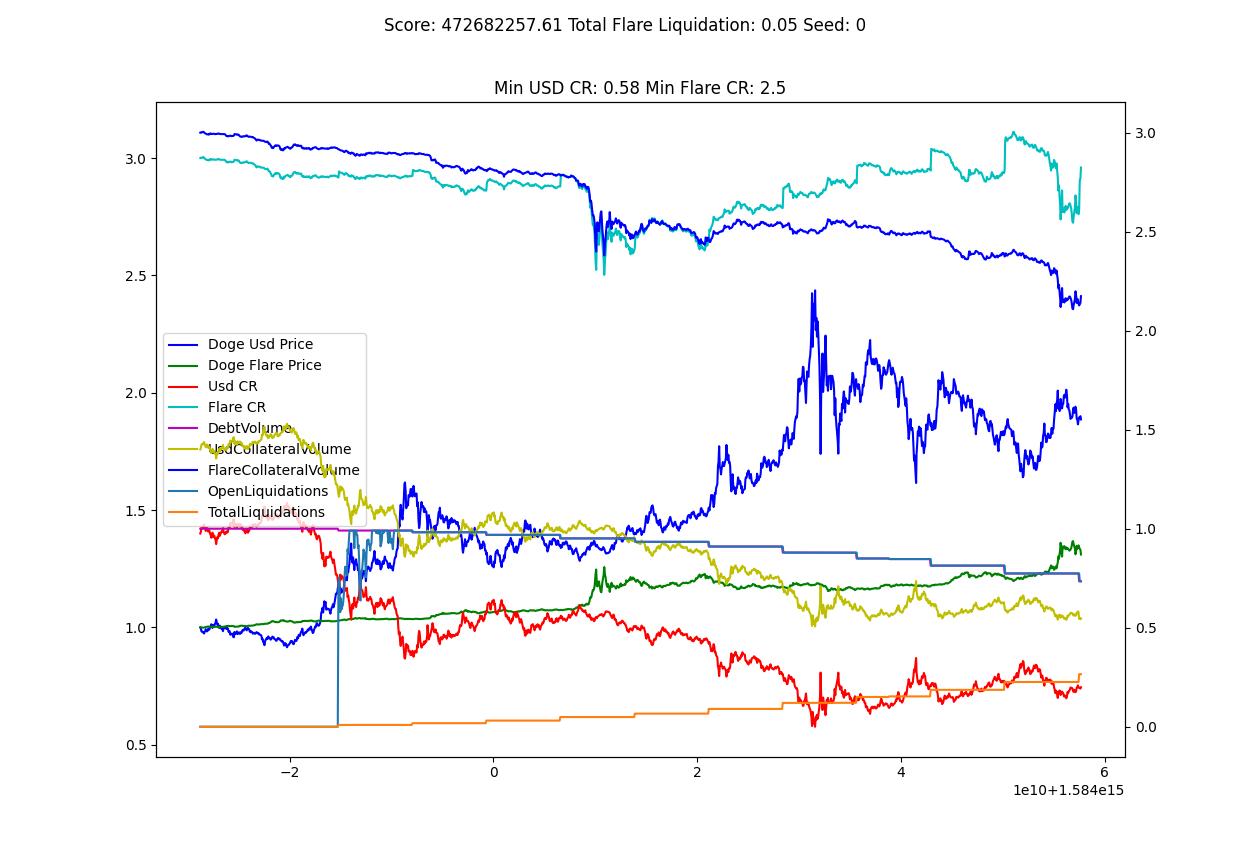 Score: 472682257.61 Total Flare Liquidation: 0.05 Seed: 0
Min USD CR: 0.58 Min Flare CR: 2.5
3.0
2.5
2.0
1.5
1.0
0.5
Doge Usd Price
Doge Flare Price
Usd CR
Flare CR
DebtVolume
UsdCollateralVolume
FlareCollateralVolume
OpenLiquidations
TotalLiquidations
3.0
2.5
2.0
1.5
1.0
0.5
0.0
−2 0 2 4 6
1e10+1.584e15